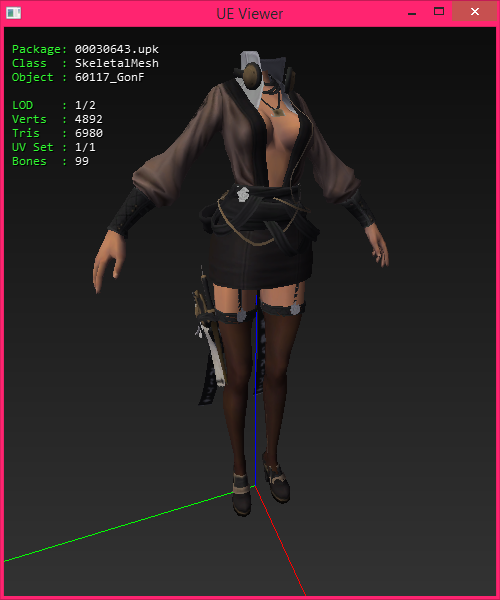 UE Viewer
Package: 00030643.upk
Class : SkeletalMesh
Object : 60117_GonF
LOD : 1/2
Verts : 4892
Tris : 6980
UV Set : 1/1
Bones : 99